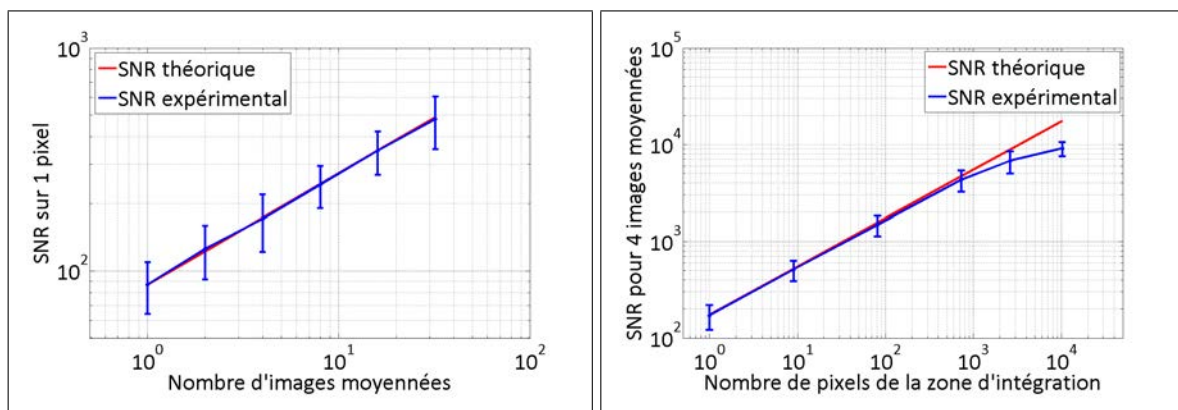 10³
SNR théorique
SNR expérimental
SNR sur 1 pixel
10²
10⁰ 10¹ 10²
Nombre d'images moyennées
10⁵
SNR théorique
SNR expérimental
SNR pour 4 images moyennées
10⁴
10³
10²
10⁰ 10¹ 10² 10³ 10⁴
Nombre de pixels de la zone d'intégration